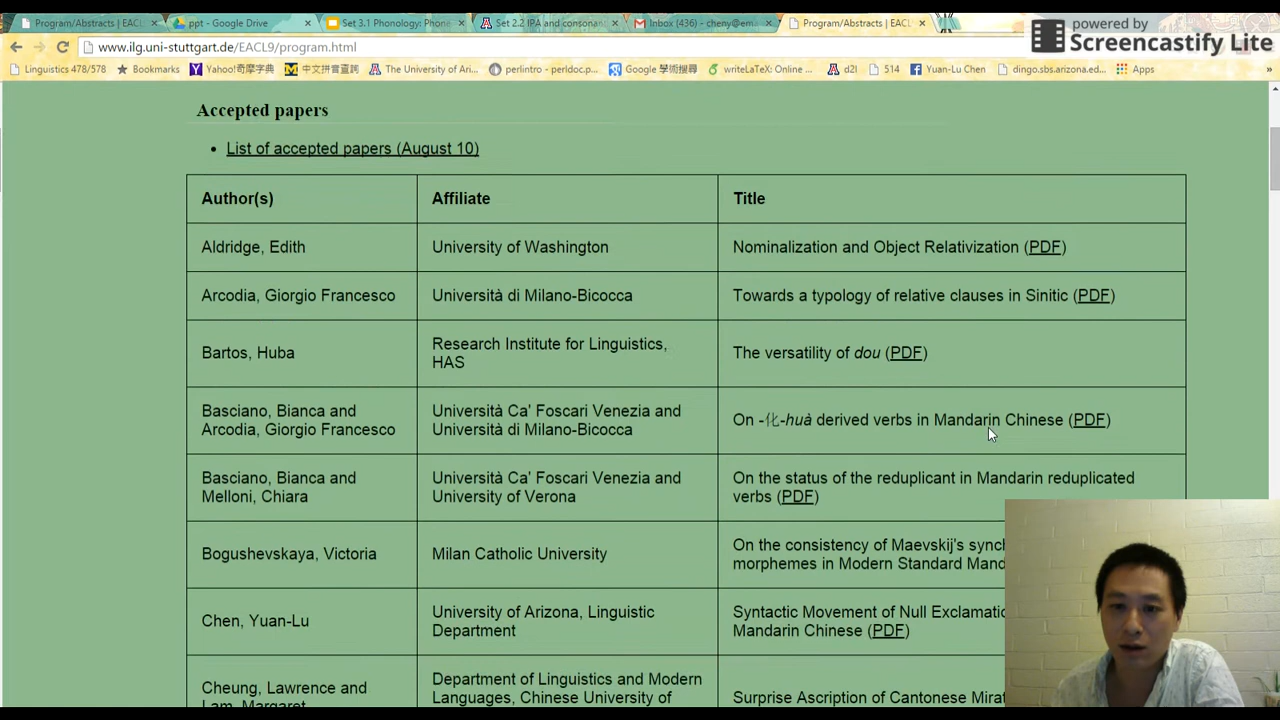 Program/Abstracts | EACL
ppt - Google Drive
Set 3.1 Phonology: Phone
Set 2.2 IPA and consonan
Inbox (436) - cheny@em
Program/Abstracts | EACL
powered by
Screencastify Lite
www.ilg.uni-stuttgart.de/EACL9/program.html
Linguistics 478/578
Bookmarks
Yahoo!奇摩字典
中文拼音查詢
The University of Ari...
perlintro - perldoc.p...
Google 學術搜尋
writeLaTeX: Online ...
d2l
514
Yuan-Lu Chen
dingo.sbs.arizona.ed...
Apps
»
Accepted papers
• List of accepted papers (August 10)
Author(s)
Affiliate
Title
Aldridge, Edith
University of Washington
Nominalization and Object Relativization (PDF)
Arcodia, Giorgio Francesco
Università di Milano-Bicocca
Towards a typology of relative clauses in Sinitic (PDF)
Bartos, Huba
Research Institute for Linguistics,
HAS
The versatility of dou (PDF)
Basciano, Bianca and
Arcodia, Giorgio Francesco
Università Ca' Foscari Venezia and
Università di Milano-Bicocca
On -化-huà derived verbs in Mandarin Chinese (PDF)
Basciano, Bianca and
Melloni, Chiara
Università Ca' Foscari Venezia and
University of Verona
On the status of the reduplicant in Mandarin reduplicated
verbs (PDF)
Bogushevskaya, Victoria
Milan Catholic University
On the consistency of Maevskij's synch
morphemes in Modern Standard Mand
Chen, Yuan-Lu
University of Arizona, Linguistic
Department
Syntactic Movement of Null Exclamatio
Mandarin Chinese (PDF)
Cheung, Lawrence and
Lam, Margaret
Department of Linguistics and Modern
Languages, Chinese University of
Surprise Ascription of Cantonese Mirat